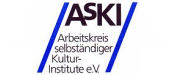 ASKI
Arbeitskreis
selbständiger
Kultur-
Institute e.V.